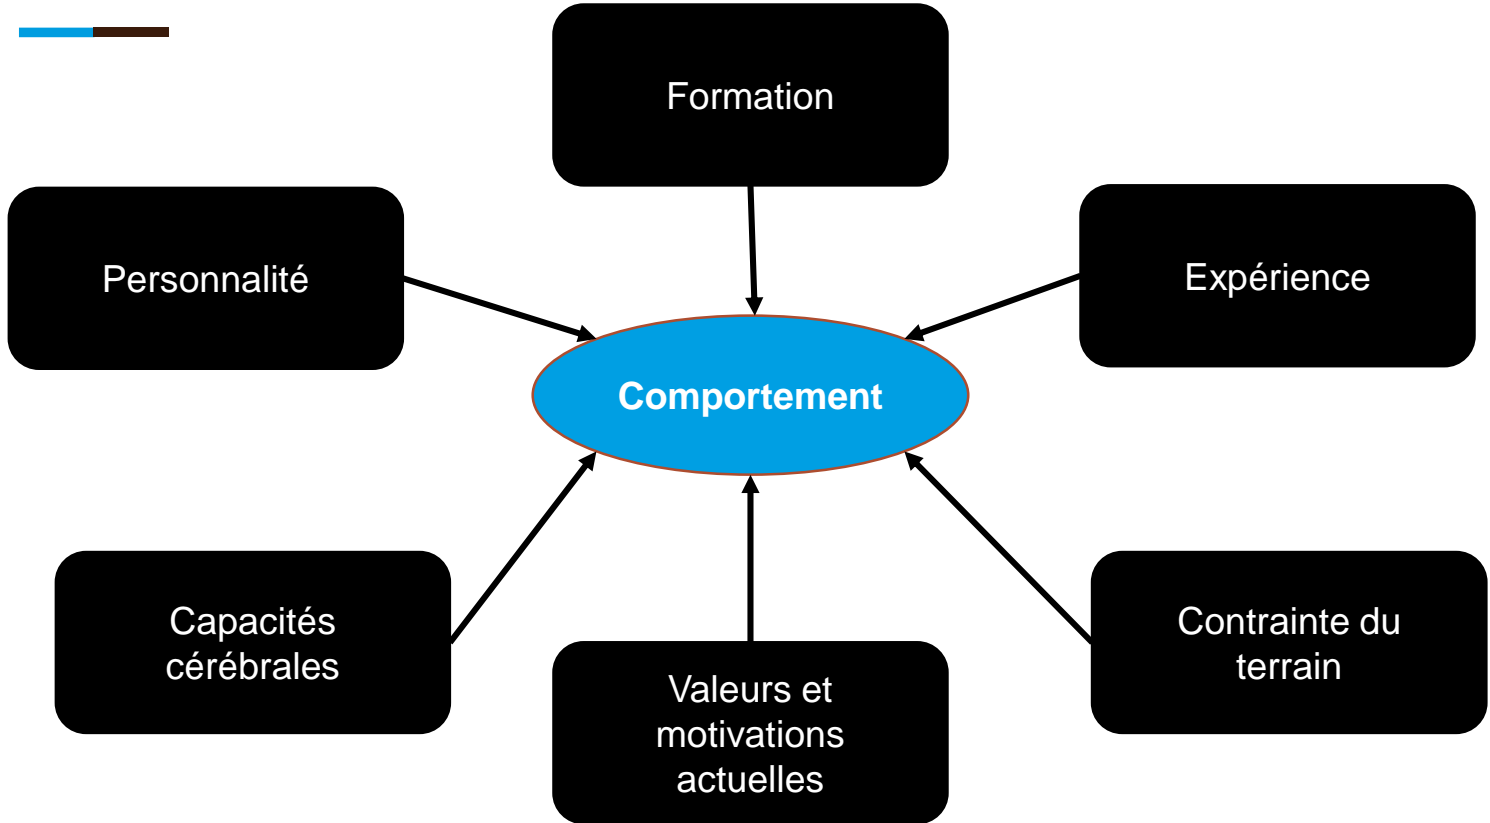 Formation
Personnalité
Expérience
Comportement
Capacités
cérébrales
Valeurs et
motivations
actuelles
Contrainte du
terrain